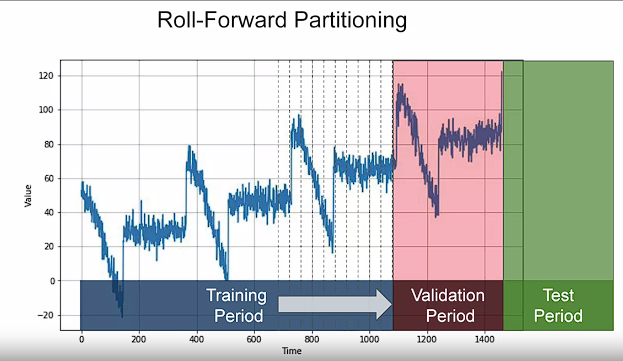 Roll-Forward Partitioning
120
100
80
60
40
20
0
−20
Value
Training
Period
Validation
Period
Test
Period
0
200
400
600
800
1000
1200
1400
Time